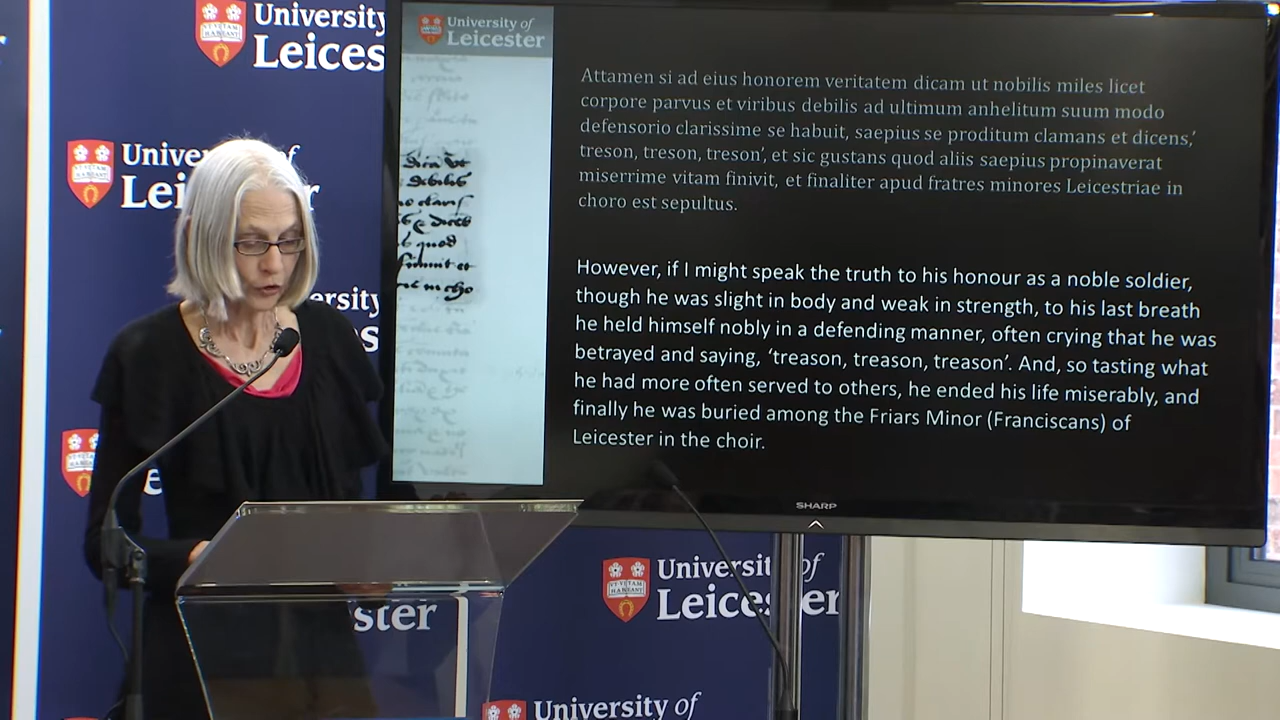 University of
Leicester
University of
Leices
Attamen si ad eius honorem veritatem dicam ut nobilis miles licet
corpore parvus et viribus debilis ad ultimum anhelitum suum modo
defensorio clarissime se habuit, saepius se proditum clamans et dicens,’
treson, treson, treson’, et sic gustans quod aliis saepius propinaverat
miserrime vitam finivit, et finaliter apud fratres minores Leicestriae in
choro est sepultus.
However, if I might speak the truth to his honour as a noble soldier,
though he was slight in body and weak in strength, to his last breath
he held himself nobly in a defending manner, often crying that he was
betrayed and saying, ‘treason, treason, treason’. And, so tasting what
he had more often served to others, he ended his life miserably, and
finally he was buried among the Friars Minor (Franciscans) of
Leicester in the choir.
SHARP
Unive of
Lei r
ersity
s
e
ster
University of
Leices er
University of